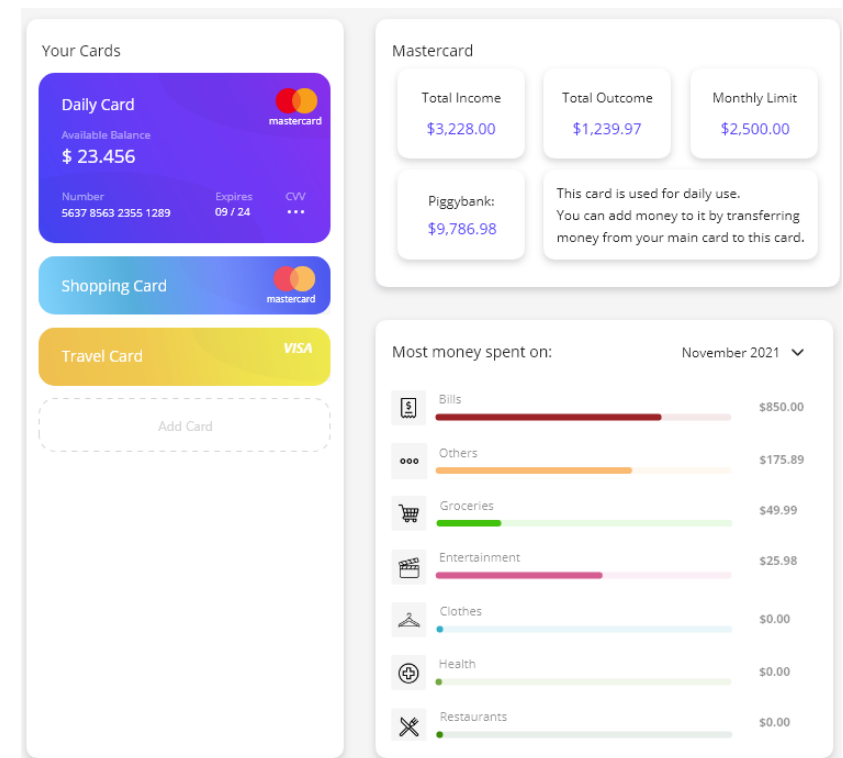 Your Cards
Daily Card
mastercard
Available Balance
$ 23.456
Number Expires CVV
5637 8563 2355 1289 09 / 24 •••
Shopping Card
mastercard
Travel Card VISA
Add Card
Mastercard
Total Income Total Outcome Monthly Limit
$3,228.00 $1,239.97 $2,500.00
Piggybank:
$9,786.98
This card is used for daily use.
You can add money to it by transferring
money from your main card to this card.
Most money spent on: November 2021
Bills
$850.00
Others
$175.89
Groceries
$49.99
Entertainment
$25.98
Clothes
$0.00
Health
$0.00
Restaurants
$0.00